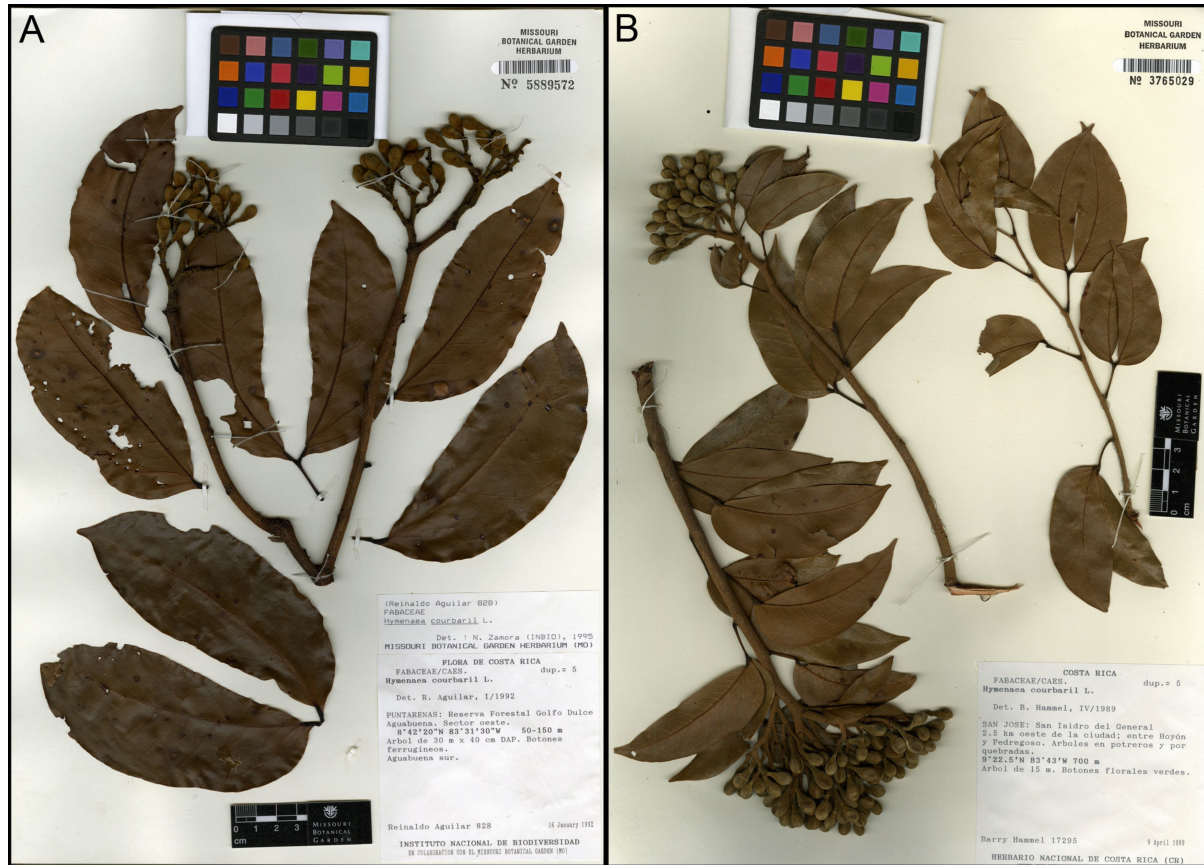 A
MISSOURI
BOTANICAL GARDEN
HERBARIUM
Nº 5889572
(Reinaldo Aguilar 828)
FABACEAE
Hymenaea courbaril L.
Det. ! N. Zamora (INBIO), 1995
MISSOURI BOTANICAL GARDEN HERBARIUM (MO)
FLORA DE COSTA RICA
FABACEAE/CAES. dup.= 5
Hymenaea courbaril L.
Det. R. Aguilar, I/1992
PUNTARENAS: Reserva Forestal Golfo Dulce
Aguabuena. Sector oeste.
8°42'20"N 83°31'30"W 50-150 m
Arbol de 30 m x 40 cm DAP. Botones
ferrugineos.
Aguabuena sur.
Reinaldo Aguilar 828 16 January 1992
INSTITUTO NACIONAL DE BIODIVERSIDAD
EN COLABORACION CON EL MISSOURI BOTANICAL GARDEN (MO)
0 1 2 3
cm
MISSOURI
BOTANICAL
GARDEN
B
MISSOURI
BOTANICAL GARDEN
HERBARIUM
Nº 3765029
MISSOURI
BOTANICAL
GARDEN
0 1 2 3
cm
COSTA RICA
FABACEAE/CAES. dup.= 5
Hymenaea courbaril L.
Det. B. Hammel, IV/1989
SAN JOSE: San Isidro del General
2.5 km oeste de la ciudad; entre Hoyón
y Pedregoso. Arboles en potreros y por
quebradas.
9°22.5'N 83°43'W 700 m
Arbol de 15 m. Botones florales verdes.
Barry Hammel 17295 9 April 1989
HERBARIO NACIONAL DE COSTA RICA (CR)